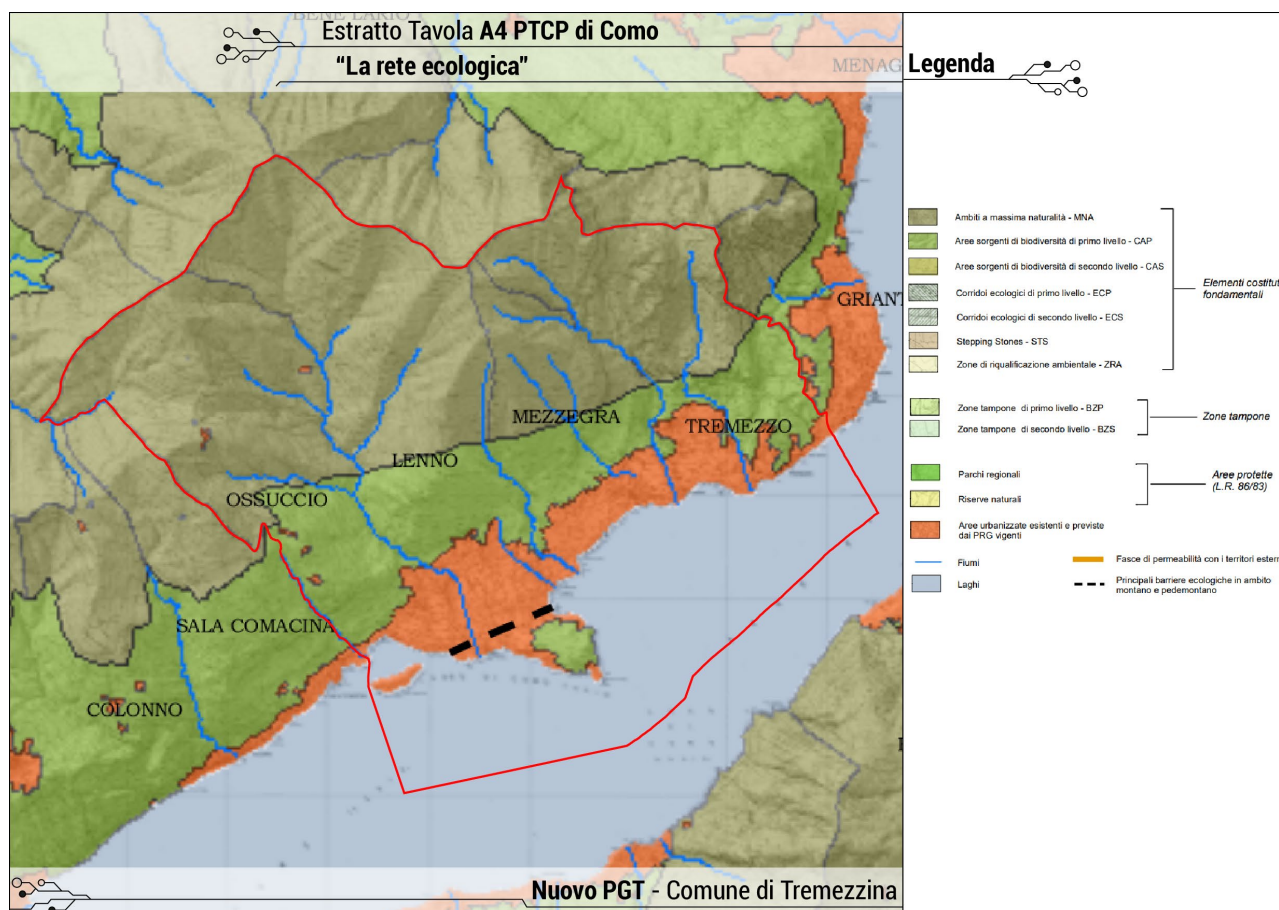 BENE LARIO
Estratto Tavola A4 PTCP di Como
“La rete ecologica”
MENAG
Legenda
Ambiti a massima naturalità - MNA
Aree sorgenti di biodiversità di primo livello - CAP
Aree sorgenti di biodiversità di secondo livello - CAS
Corridoi ecologici di primo livello - ECP
Corridoi ecologici di secondo livello - ECS
Stepping Stones - STS
Zone di riqualificazione ambientale - ZRA
Elementi costitut
fondamentali
Zone tampone di primo livello - BZP
Zone tampone di secondo livello - BZS
Zone tampone
Parchi regionali
Riserve naturali
Aree protette
(L.R. 86/83)
Aree urbanizzate esistenti e previste
dai PRG vigenti
Fiumi
Laghi
Fasce di permeabilità con i territori estern
Principali barriere ecologiche in ambito
montano e pedemontano
GRIANT
MEZZEGRA
TREMEZZO
LENNO
OSSUCCIO
SALA COMACINA
COLONNO
Nuovo PGT - Comune di Tremezzina